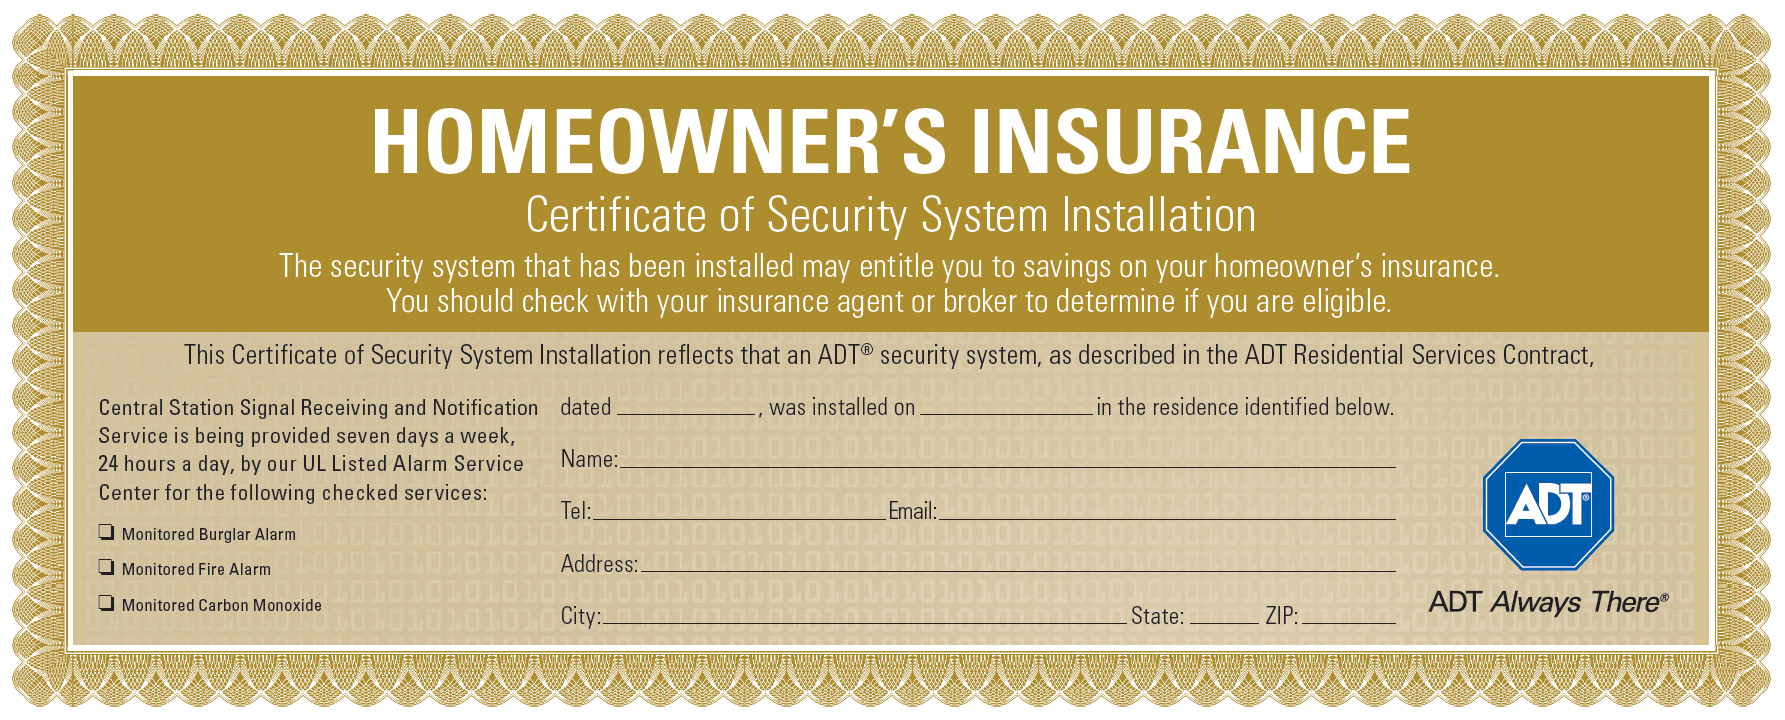 HOMEOWNER’S INSURANCE
Certificate of Security System Installation
The security system that has been installed may entitle you to savings on your homeowner’s insurance.
You should check with your insurance agent or broker to determine if you are eligible.
This Certificate of Security System Installation reflects that an ADT® security system, as described in the ADT Residential Services Contract,
Central Station Signal Receiving and Notification
Service is being provided seven days a week,
24 hours a day, by our UL Listed Alarm Service
Center for the following checked services:
❏ Monitored Burglar Alarm
❏ Monitored Fire Alarm
❏ Monitored Carbon Monoxide
dated ____________ , was installed on ______________ in the residence identified below.
Name:
Tel: Email:
Address:
City: State: ZIP:
ADT®
ADT Always There®